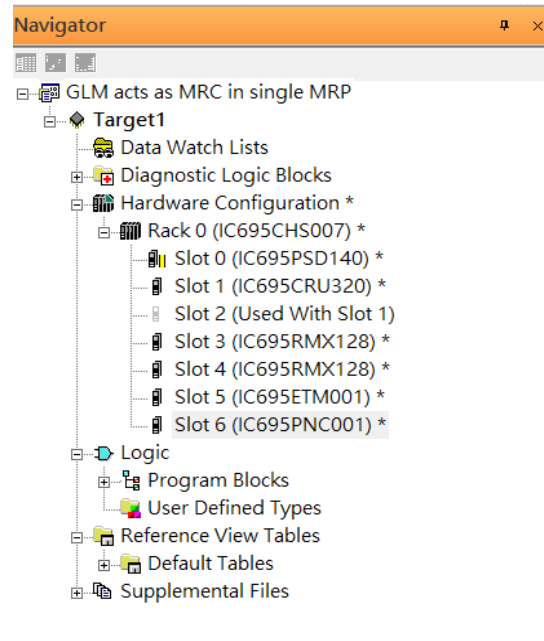 Navigator
GLM acts as MRC in single MRP
Target1
Data Watch Lists
Diagnostic Logic Blocks
Hardware Configuration *
Rack 0 (IC695CHS007) *
Slot 0 (IC695PSD140) *
Slot 1 (IC695CRU320) *
Slot 2 (Used With Slot 1)
Slot 3 (IC695RMX128) *
Slot 4 (IC695RMX128) *
Slot 5 (IC695ETM001) *
Slot 6 (IC695PNC001) *
Logic
Program Blocks
User Defined Types
Reference View Tables
Default Tables
Supplemental Files